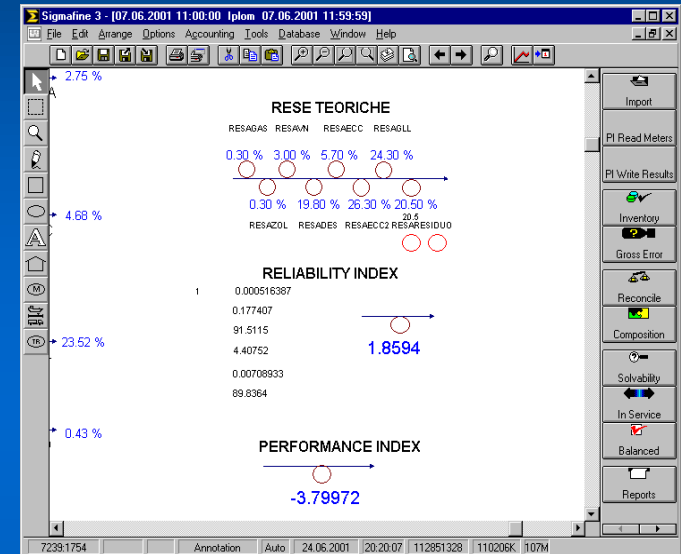 Sigmaline 3 - [07.06.2001 11:00:00 Iplom 07.06.2001 11:59:59]
File Edit Arrange Options Accounting Tools Database Window Help
2.75 %
A
RESE TEORICHE
RESAGAS RESAVN RESAECC RESAGLL
0.30 % 3.00 % 5.70 % 24.30 %
0.30 % 19.80 % 26.30 % 20.50 %
20.5
RESAZOL RESADES RESAECC2 RESARESIDUO
4.68 %
RELIABILITY INDEX
1 0.000516387
0.177407
91.5115
1.8594
4.40752
0.00708933
89.8364
23.52 %
0.43 %
PERFORMANCE INDEX
-3.79972
A
M
TR
Import
PI Read Meters
PI Write Results
Inventory
Gross Error
Reconcile
Composition
Solvability
In Service
Balanced
Reports
7239:1754 Annotation Auto 24.06.2001 20:20:07 112851328 110206K 107M